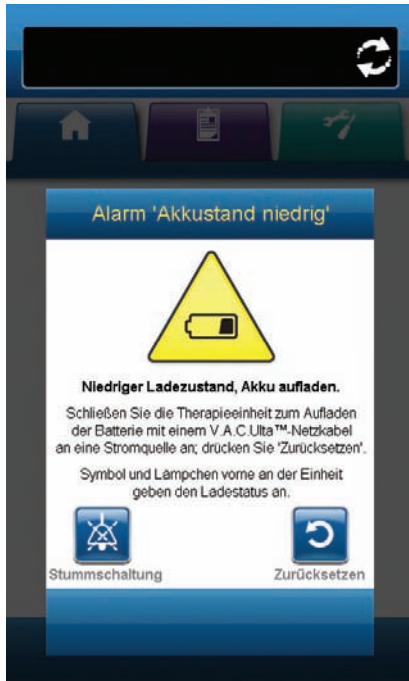 Alarm 'Akkustand niedrig'
Niedriger Ladezustand, Akku aufladen.
Schließen Sie die Therapieeinheit zum Aufladen
der Batterie mit einem V.A.C.Ulta™-Netzkabel
an eine Stromquelle an; drücken Sie 'Zurücksetzen'.
Symbol und Lämpchen vorne an der Einheit
geben den Ladestatus an.
Stummschaltung Zurücksetzen